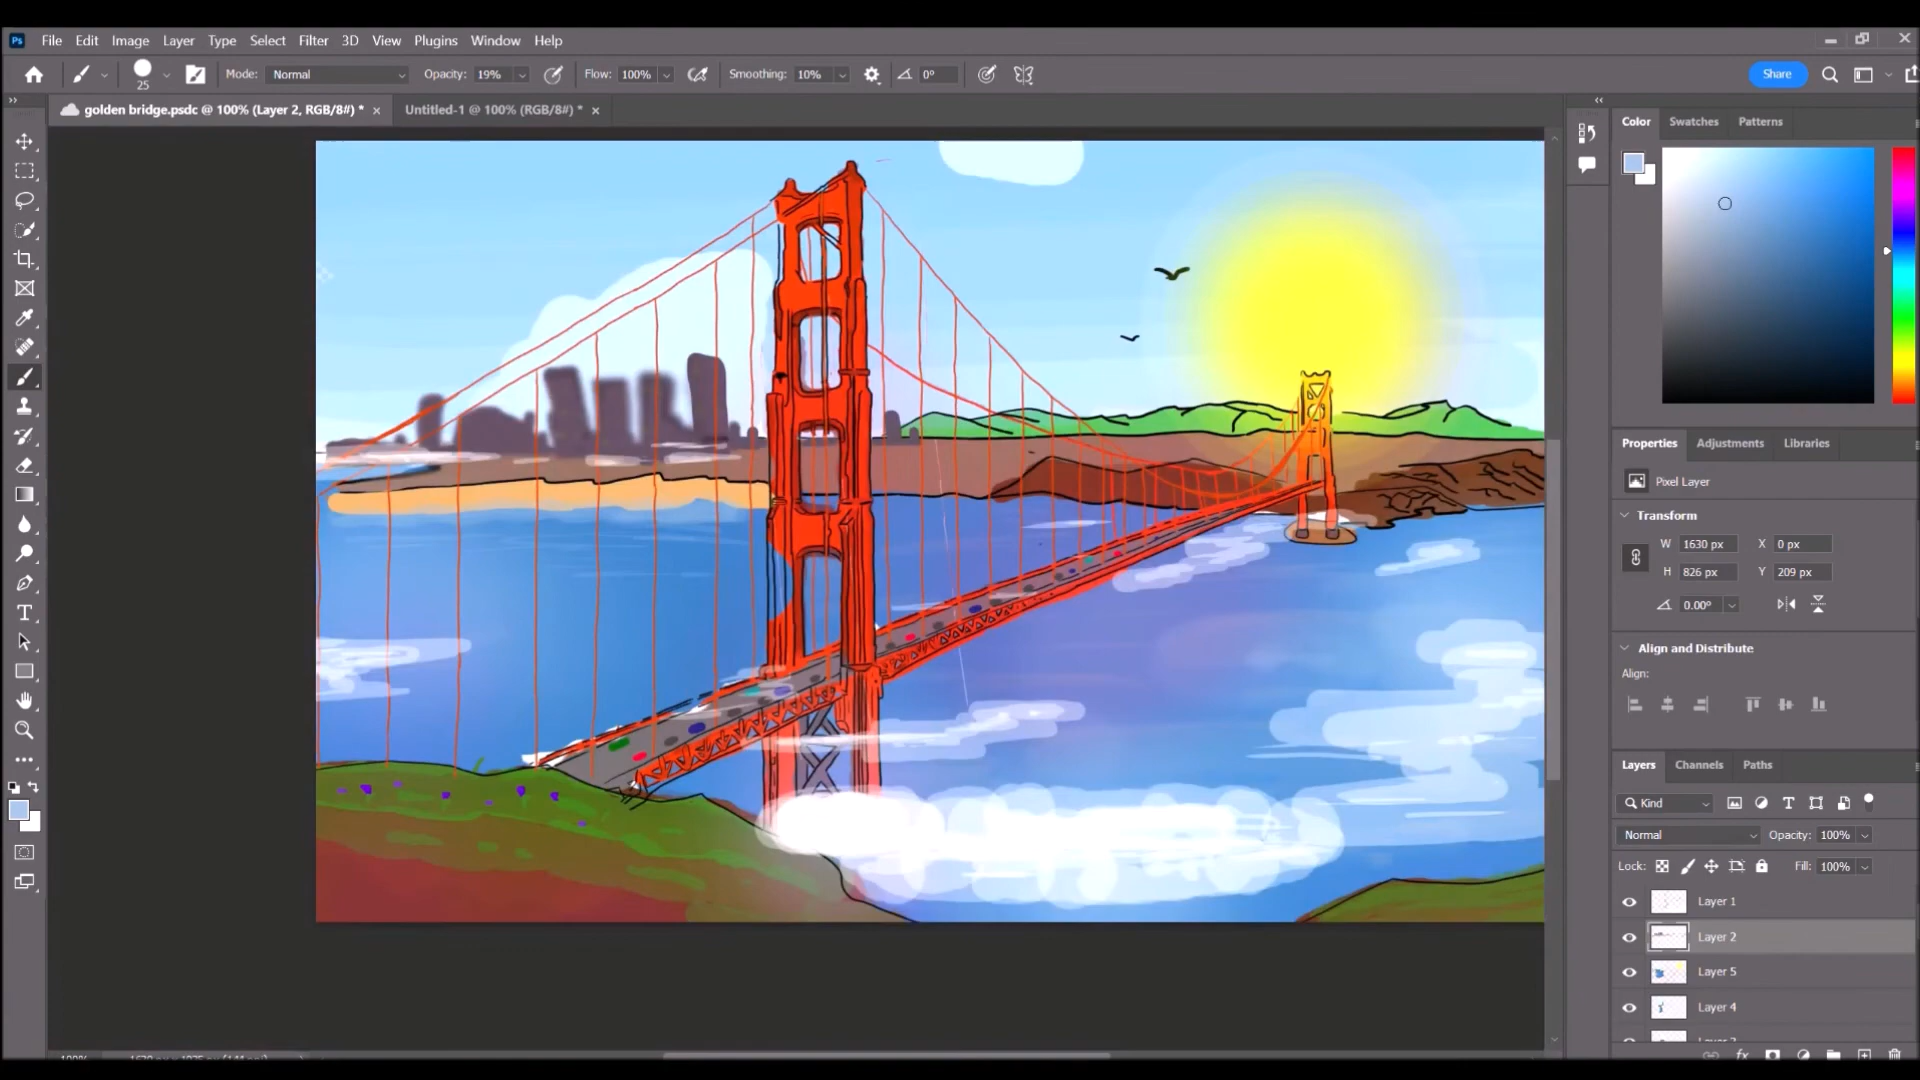 Ps File Edit Image Layer Type Select Filter 3D View Plugins Window Help
25 Mode: Normal Opacity: 19% Flow: 100% Smoothing: 10% 0° Share
golden bridge.psdc @ 100% (Layer 2, RGB/8#) * Untitled-1 @ 100% (RGB/8#) *
Color Swatches Patterns
Properties Adjustments Libraries
Pixel Layer
Transform
W 1630 px X 0 px
H 826 px Y 209 px
0.00°
Align and Distribute
Align:
Layers Channels Paths
Kind
Normal Opacity: 100%
Lock: Fill: 100%
Layer 1
Layer 2
Layer 5
Layer 4